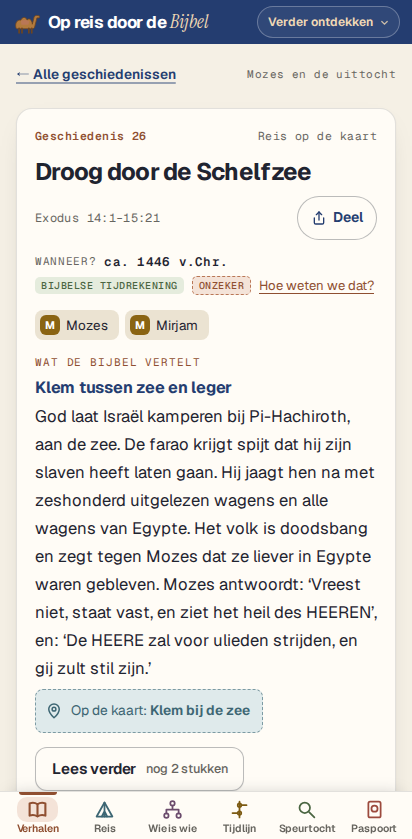 Op reis door de Bijbel
Verder ontdekken
← Alle geschiedenissen
Mozes en de uittocht
Geschiedenis 26
Reis op de kaart
Droog door de Schelfzee
Exodus 14:1–15:21
Deel
WANNEER? ca. 1446 v.Chr.
BIJBELSE TIJDREKENING ONZEKER Hoe weten we dat?
M Mozes M Mirjam
WAT DE BIJBEL VERTELT
Klem tussen zee en leger
God laat Israël kamperen bij Pi-Hachiroth,
aan de zee. De farao krijgt spijt dat hij zijn
slaven heeft laten gaan. Hij jaagt hen na met
zeshonderd uitgelezen wagens en alle
wagens van Egypte. Het volk is doodsbang
en zegt tegen Mozes dat ze liever in Egypte
waren gebleven. Mozes antwoordt: ‘Vreest
niet, staat vast, en ziet het heil des HEEREN’,
en: ‘De HEERE zal voor ulieden strijden, en
gij zult stil zijn.’
Op de kaart: Klem bij de zee
Lees verder nog 2 stukken
Verhalen Reis Wie is wie Tijdlijn Speurtocht Paspoort